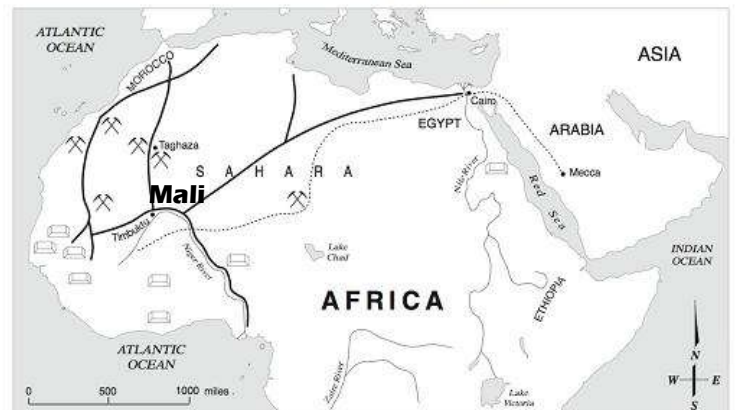 ATLANTIC
OCEAN
MOROCCO
Mediterranean Sea
ASIA
Cairo
EGYPT
ARABIA
Taghaza
SAHARA
Mecca
Nile River
Red Sea
Mali
Timbuktu
Niger River
Lake
Chad
INDIAN
OCEAN
AFRICA
ETHIOPIA
ATLANTIC
OCEAN
Zaire River
Lake
Victoria
N
W E
S
0 500 1000 miles